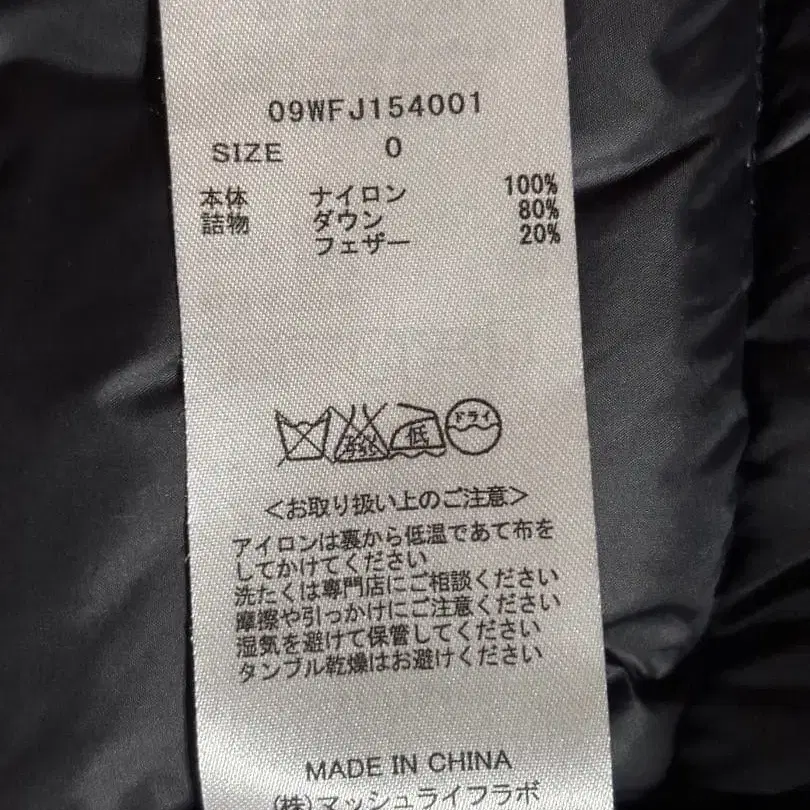 09WFJ154001
SIZE 0
本体 ナイロン 100%
詰物 ダウン 80%
フェザー 20%
低 ドライ
<お取り扱い上のご注意>
アイロンは裏から低温であて布を
してかけてください
洗たくは専門店にご相談ください
摩擦や引っかけにご注意ください
湿気を避けて保管してください
タンブル乾燥はお避けください
MADE IN CHINA
(株)マッシュライフラボ